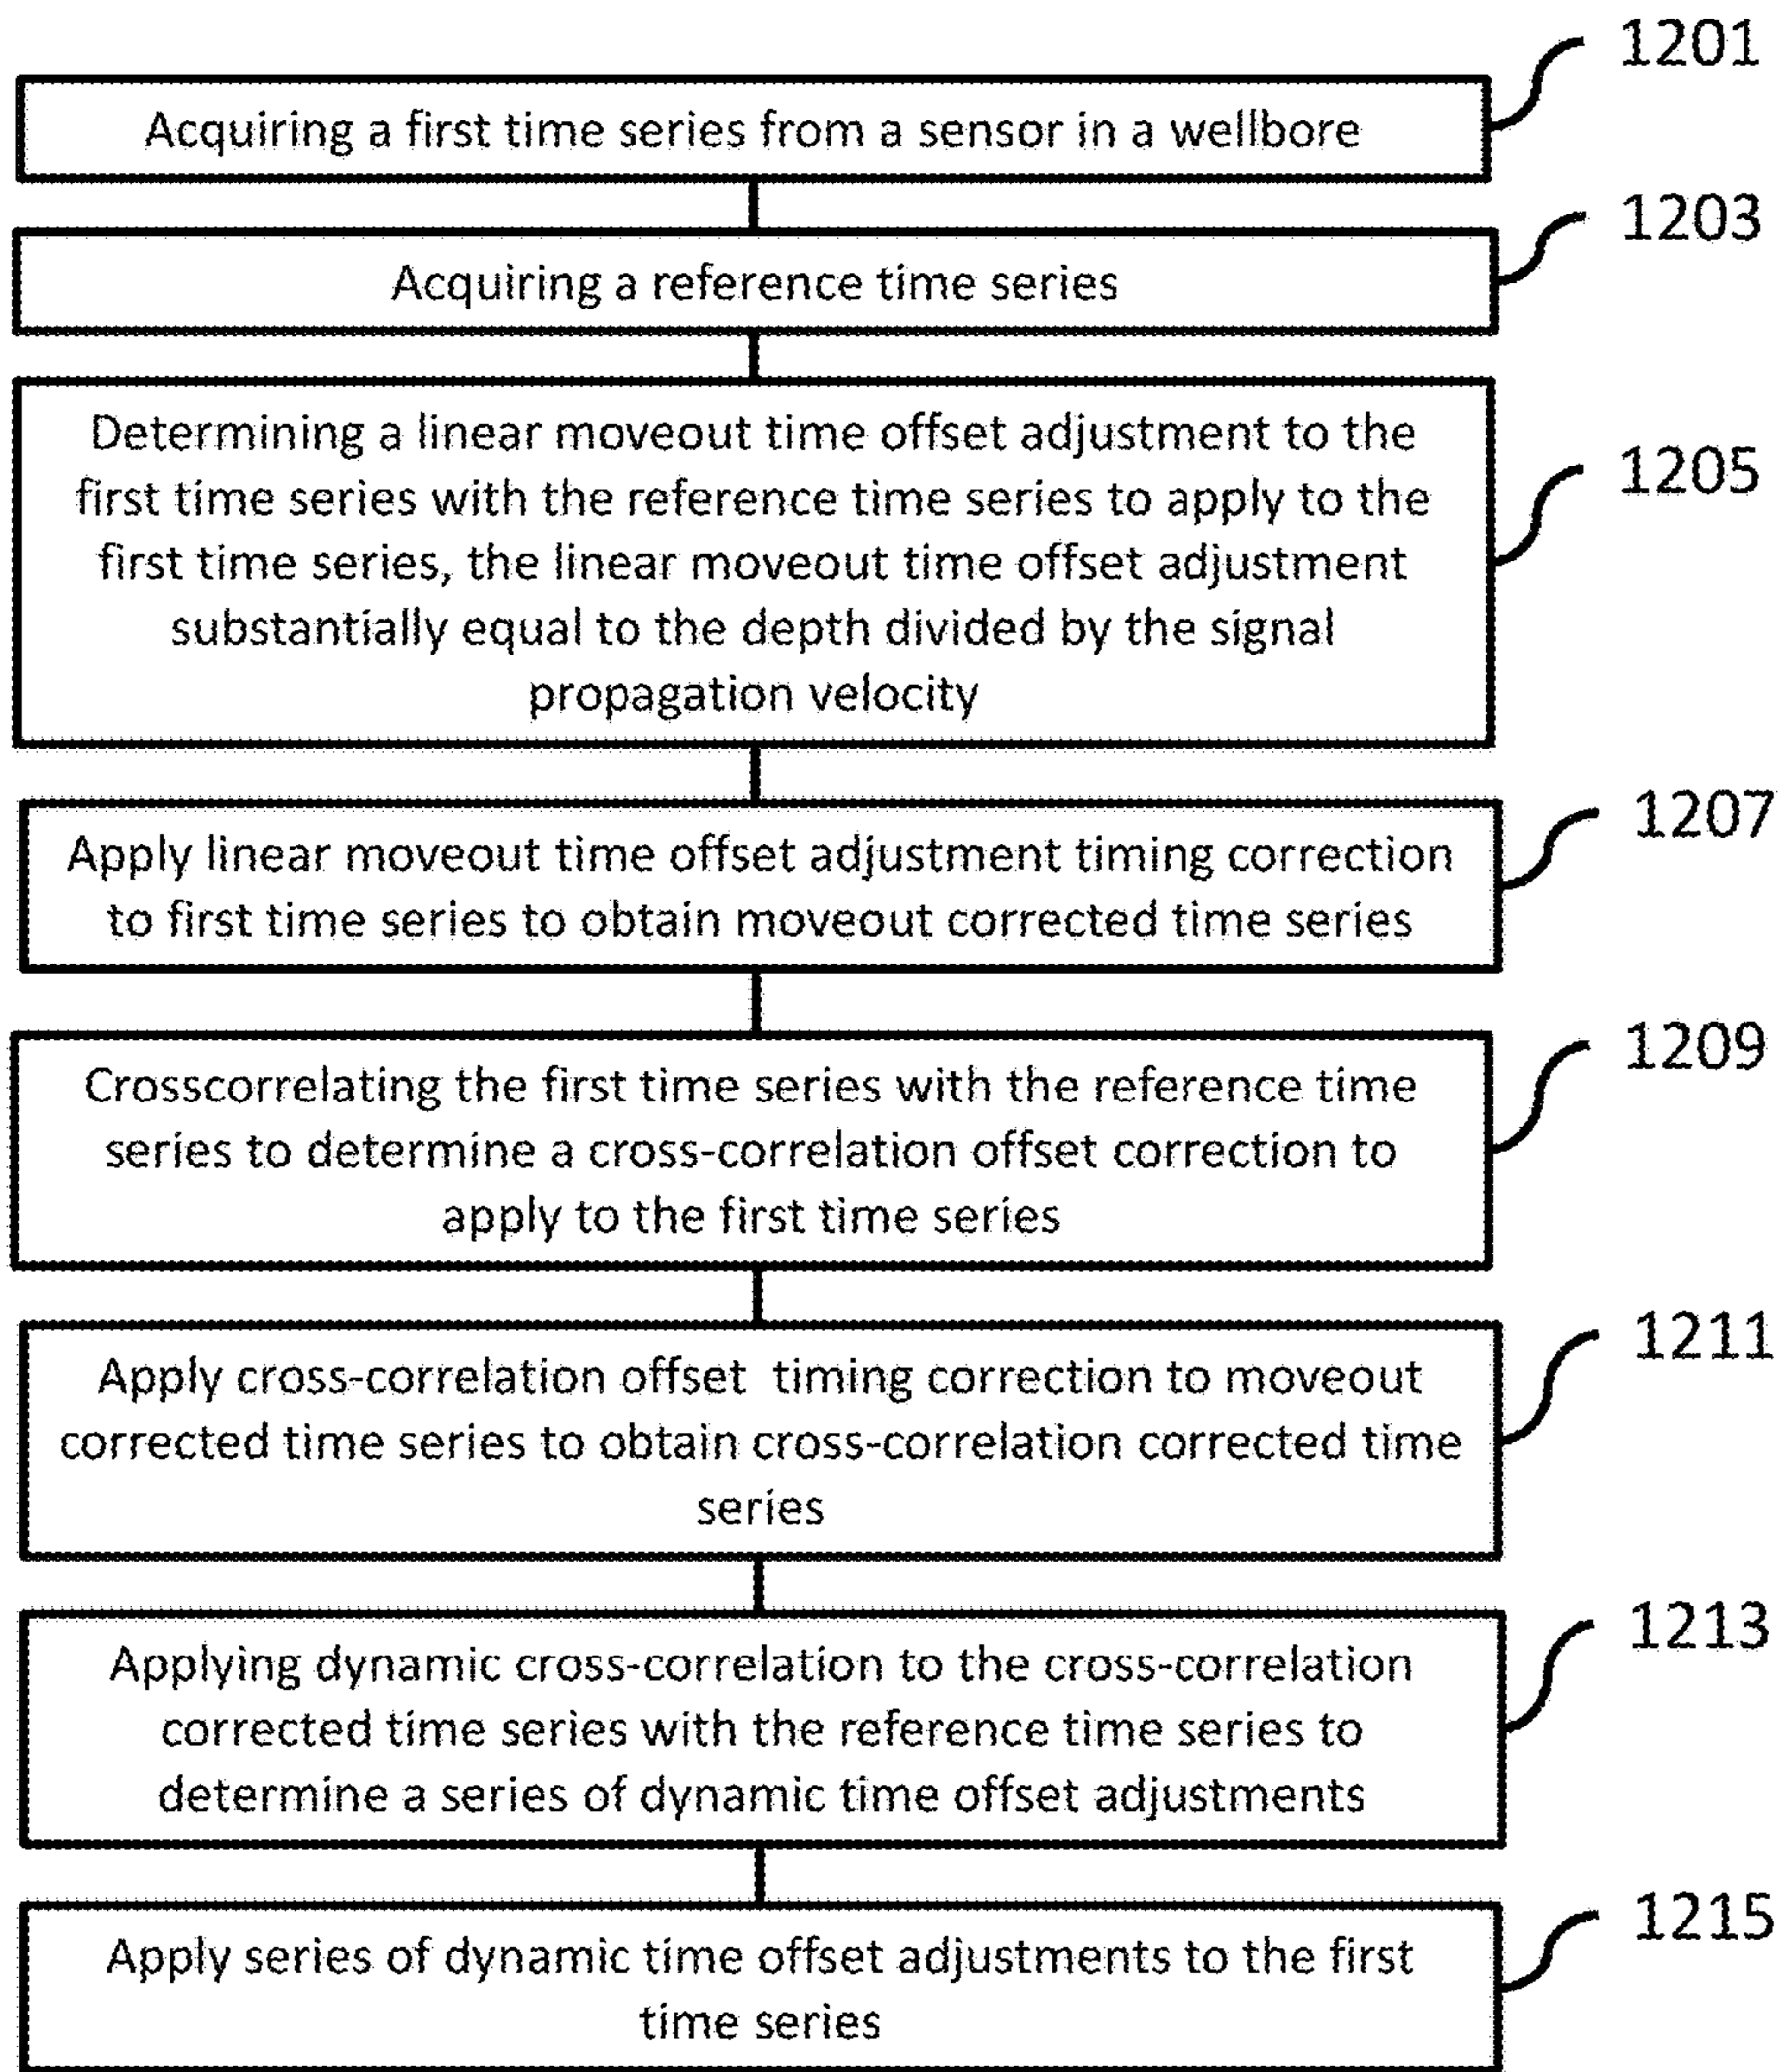 1201
Acquiring a first time series from a sensor in a wellbore
1203
Acquiring a reference time series
Determining a linear moveout time offset adjustment to the
first time series with the reference time series to apply to the
1205
first time series, the linear moveout time offset adjustment
substantially equal to the depth divided by the signal
propagation velocity
1207
Apply linear moveout time offset adjustment timing correction
to first time series to obtain moveout corrected time series
1209
Crosscorrelating the first time series with the reference time
series to determine a cross-correlation offset correction to
apply to the first time series
1211
Apply cross-correlation offset timing correction to moveout
corrected time series to obtain cross-correlation corrected time
series
1213
Applying dynamic cross-correlation to the cross-correlation
corrected time series with the reference time series to
determine a series of dynamic time offset adjustments
1215
Apply series of dynamic time offset adjustments to the first
time series